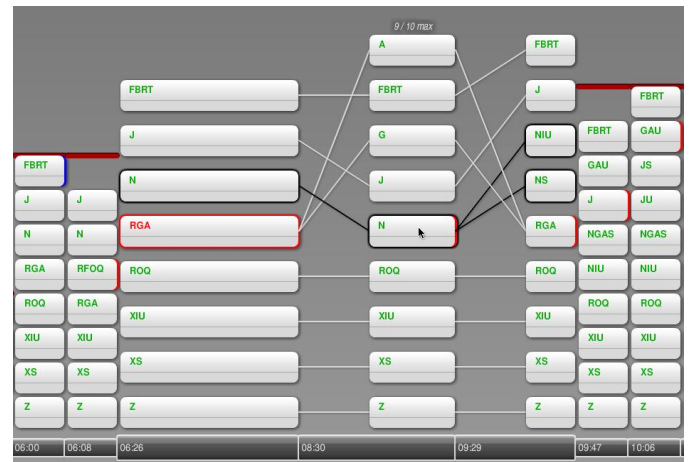 9 / 10 max
A
FBRT
FBRT
FBRT
J
FBRT
J
G
NIU
FBRT
GAU
FBRT
N
J
NS
GAU
JS
J
J
RGA
N
RGA
J
JU
N
N
NGAS
NGAS
RGA
RFOQ
ROQ
ROQ
ROQ
NIU
NIU
ROQ
RGA
XIU
XIU
XIU
ROQ
ROQ
XIU
XIU
XS
XS
XS
XIU
XIU
XS
XS
XS
XS
Z
Z
Z
Z
Z
Z
Z
06:00
06:08
06:26
08:30
09:29
09:47
10:06